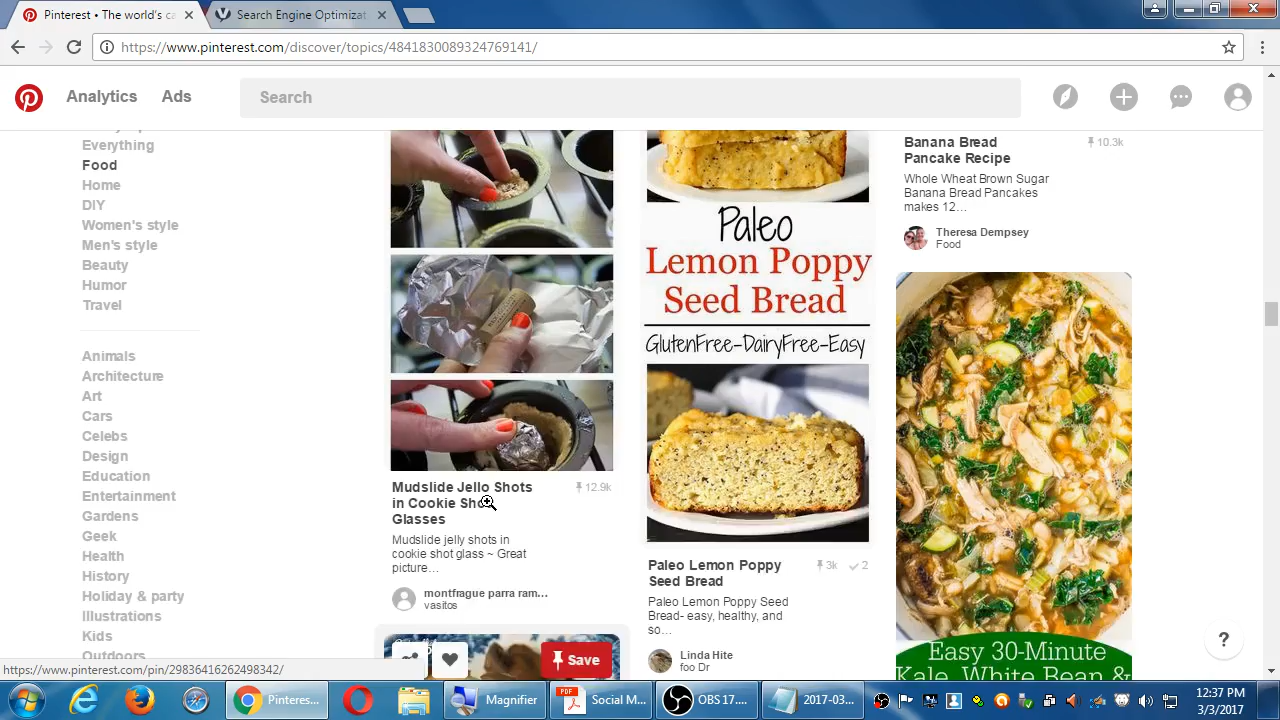 Pinterest • The world's ca
Search Engine Optimizat
https://www.pinterest.com/discover/topics/4841830089324769141/
Analytics
Ads
Search
Everything
Food
Home
DIY
Women's style
Men's style
Beauty
Humor
Travel
Animals
Architecture
Art
Cars
Celebs
Design
Education
Entertainment
Gardens
Geek
Health
History
Holiday & party
Illustrations
Kids
Outdoors
Mudslide Jello Shots
in Cookie Shot
Glasses
12.9k
Mudslide jelly shots in
cookie shot glass ~ Great
picture…
montfrague parra ram…
vasitos
Save
Paleo
Lemon Poppy
Seed Bread
GlutenFree-DairyFree-Easy
Paleo Lemon Poppy
Seed Bread
3k
2
Paleo Lemon Poppy Seed
Bread- easy, healthy, and
so…
Linda Hite
foo Dr
Banana Bread
Pancake Recipe
10.3k
Whole Wheat Brown Sugar
Banana Bread Pancakes
makes 12…
Theresa Dempsey
Food
Easy 30-Minute
Kale, White Bean &
?
https://www.pinterest.com/pin/29836416262498342/
Pinteres...
Magnifier
PDF
Social M...
OBS 17....
2017-03...
12:37 PM
3/3/2017